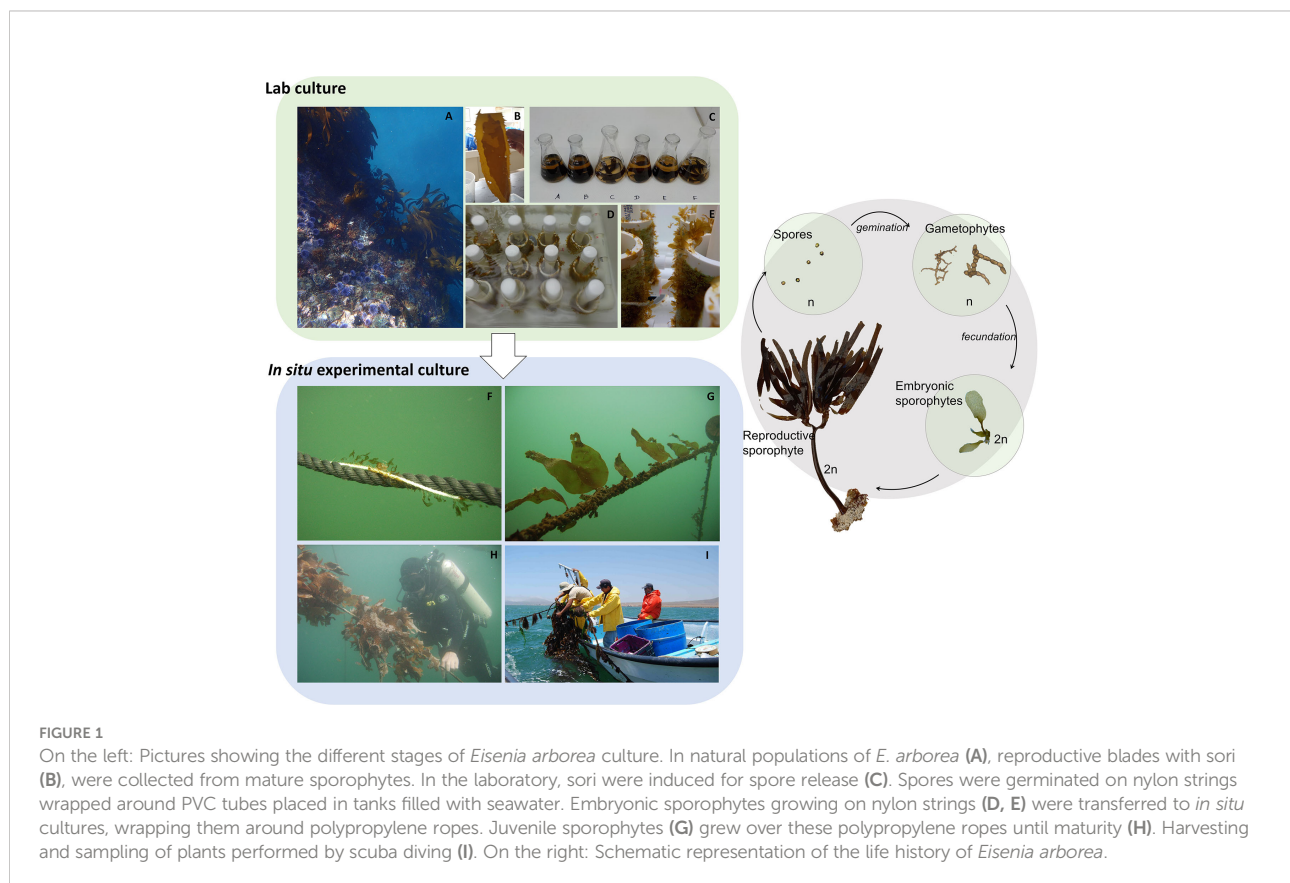 Lab culture
A
B
C
A B C D E F
D
E
In situ experimental culture
F
G
H
I
Spores
n
gemination
Gametophytes
n
fecundation
Embryonic
sporophytes
2n
Reproductive
sporophyte
2n
FIGURE 1
On the left: Pictures showing the different stages of Eisenia arborea culture. In natural populations of E. arborea (A), reproductive blades with sori
(B), were collected from mature sporophytes. In the laboratory, sori were induced for spore release (C). Spores were germinated on nylon strings
wrapped around PVC tubes placed in tanks filled with seawater. Embryonic sporophytes growing on nylon strings (D, E) were transferred to in situ
cultures, wrapping them around polypropylene ropes. Juvenile sporophytes (G) grew over these polypropylene ropes until maturity (H). Harvesting
and sampling of plants performed by scuba diving (I). On the right: Schematic representation of the life history of Eisenia arborea.